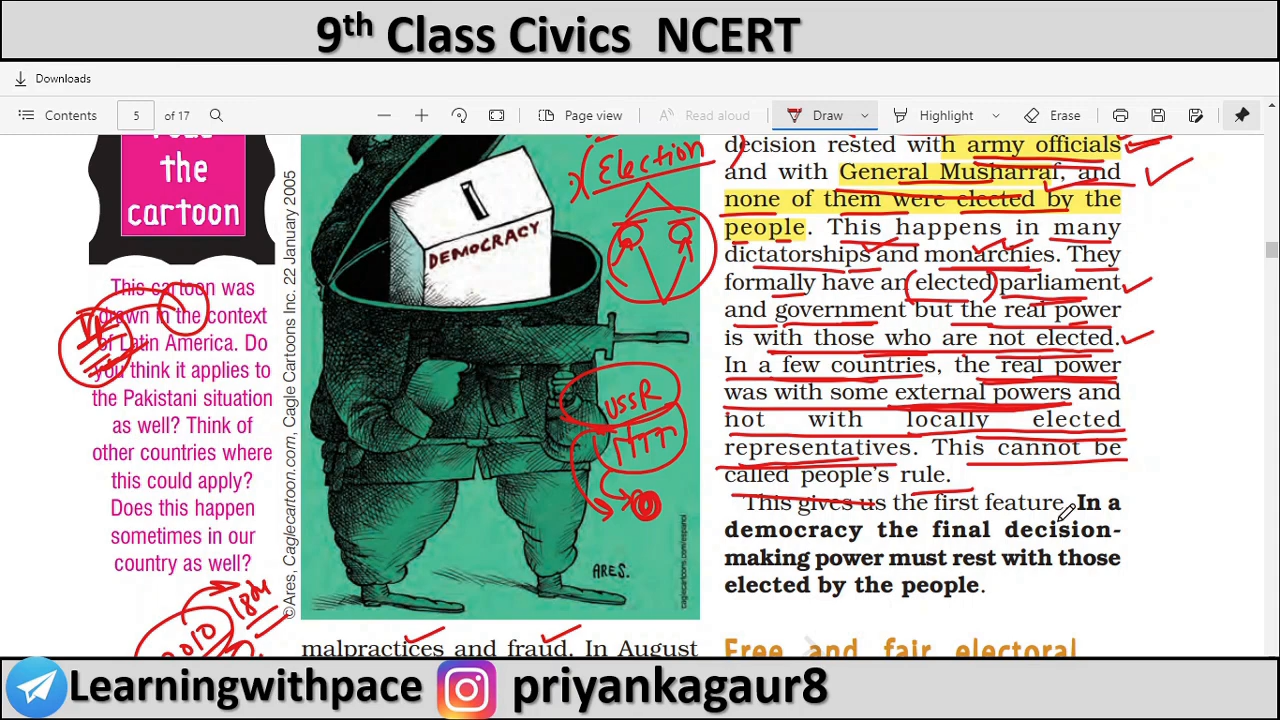 9th Class Civics NCERT
Downloads
Contents
5
of 17
Page view
Read aloud
Draw
Highlight
Erase
the
cartoon
This cartoon was
drawn in the context
of Latin America. Do
you think it applies to
the Pakistani situation
as well? Think of
other countries where
this could apply?
Does this happen
sometimes in our
country as well?
2010
184
©Ares, Caglecartoon.com, Cagle Cartoons Inc. 22 January 2005
DEMOCRACY
ARES.
caglecartoons.com/espanol
Election
USSR
malpractices and fraud. In August
decision rested with army officials
and with General Musharraf, and
none of them were elected by the
people. This happens in many
dictatorships and monarchies. They
formally have an elected parliament
and government but the real power
is with those who are not elected.
In a few countries, the real power
was with some external powers and
not with locally elected
representatives. This cannot be
called people's rule.
This gives us the first feature. In a
democracy the final decision-
making power must rest with those
elected by the people.
Free and fair electoral
Learningwithpace
priyankagaur8